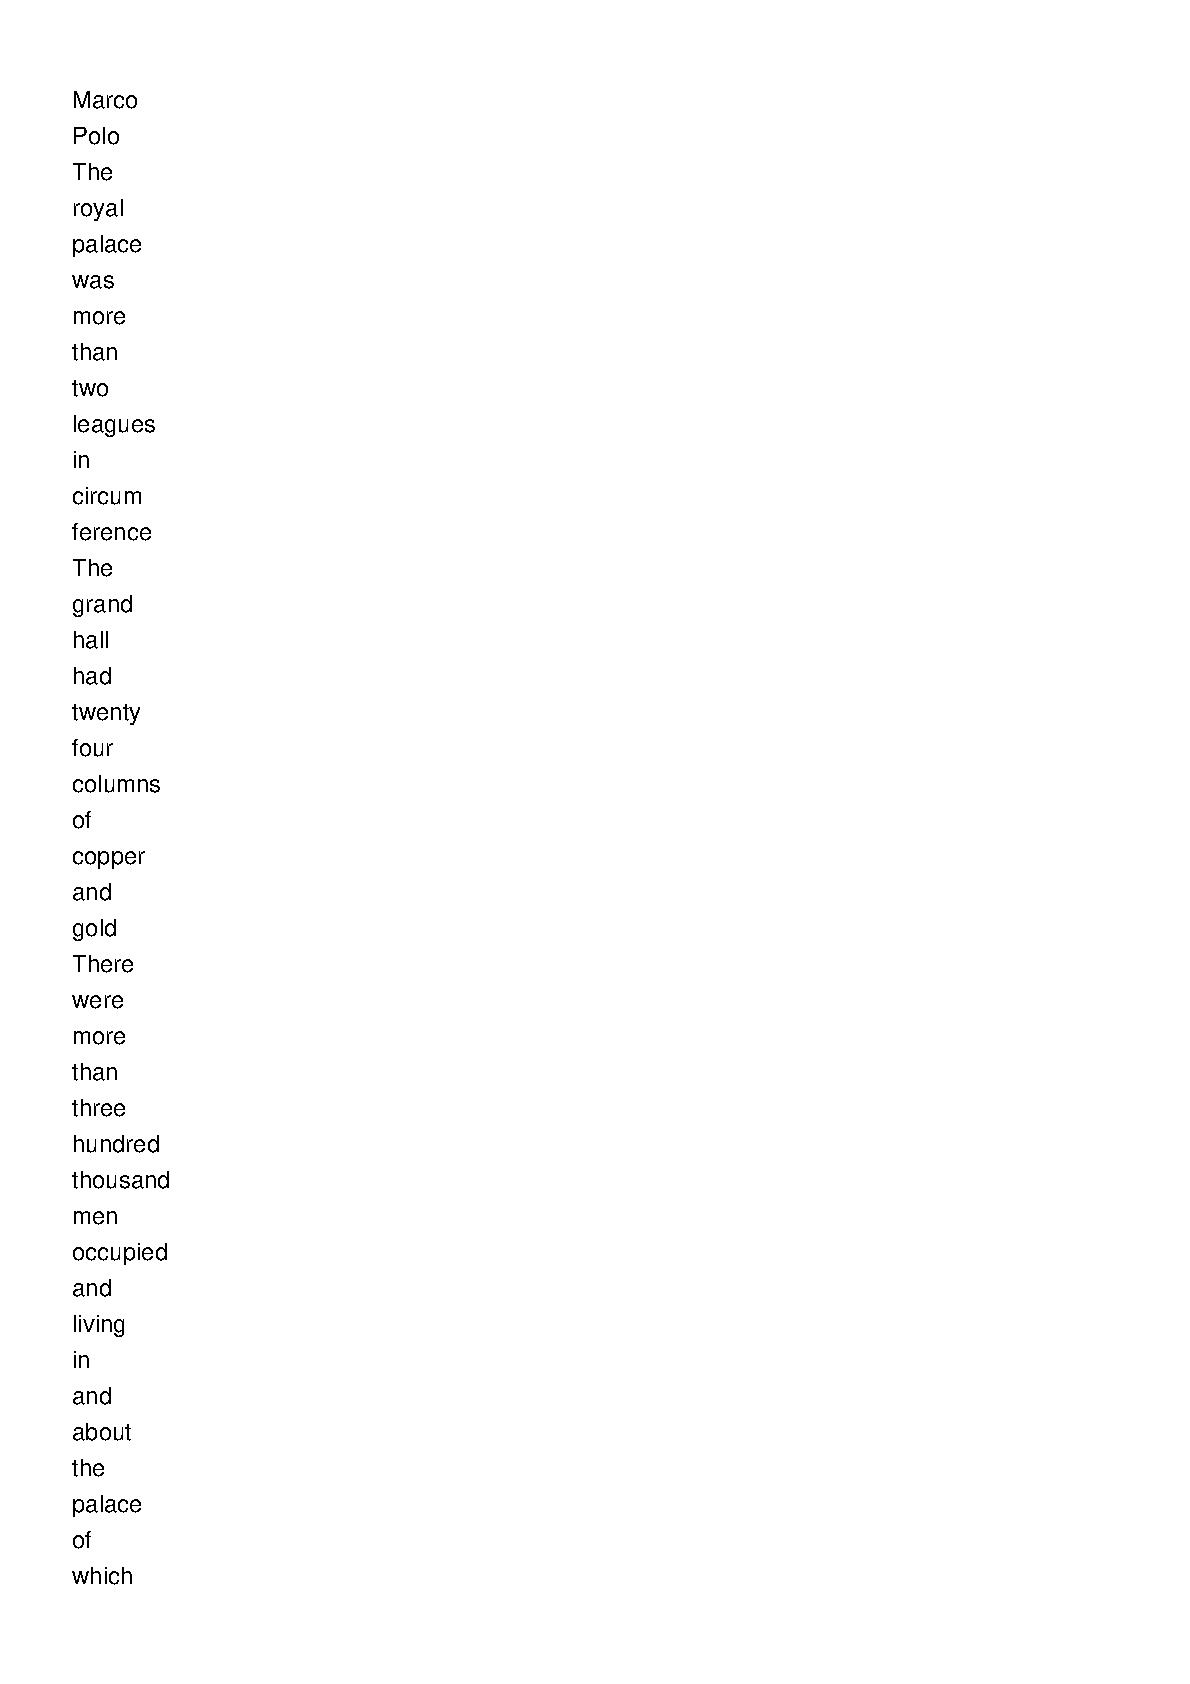 Marco
Polo
The
royal
palace
was
more
than
two
leagues
in
circum
ference
The
grand
hall
had
twenty
four
columns
of
copper
and
gold
There
were
more
than
three
hundred
thousand
men
occupied
and
living
in
and
about
the
palace
of
which